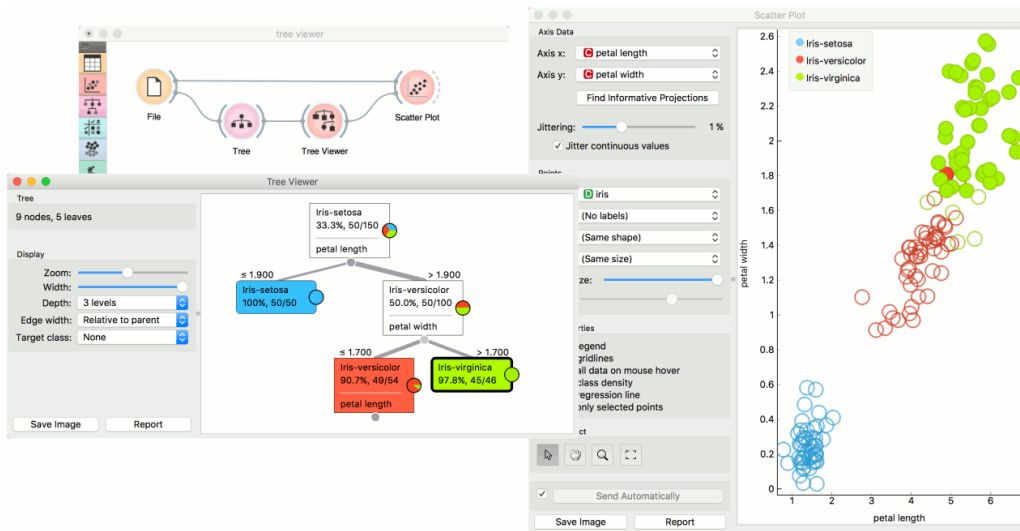 tree viewer
File
Tree
Tree Viewer
Scatter Plot
Tree Viewer
Tree
9 nodes, 5 leaves
Display
Zoom:
Width:
Depth: 3 levels
Edge width: Relative to parent
Target class: None
Save Image Report
Iris-setosa
33.3%, 50/150
petal length
≤ 1.900 > 1.900
Iris-setosa
100%, 50/50
Iris-versicolor
50.0%, 50/100
petal width
≤ 1.700 > 1.700
Iris-versicolor
90.7%, 49/54
petal length
Iris-virginica
97.8%, 45/46
Scatter Plot
Axis Data
Axis x: C petal length
Axis y: C petal width
Find Informative Projections
Jittering: 1 %
Jitter continuous values
Points
D iris
(No labels)
(Same shape)
(Same size)
ize:
erties
legend
gridlines
all data on mouse hover
class density
regression line
only selected points
ct
Send Automatically
Save Image Report
Iris-setosa
Iris-versicolor
Iris-virginica
2.6
2.4
2.2
2
1.8
1.6
1.4
1.2
1
0.8
0.6
0.4
0.2
0
petal width
1 2 3 4 5 6
petal length